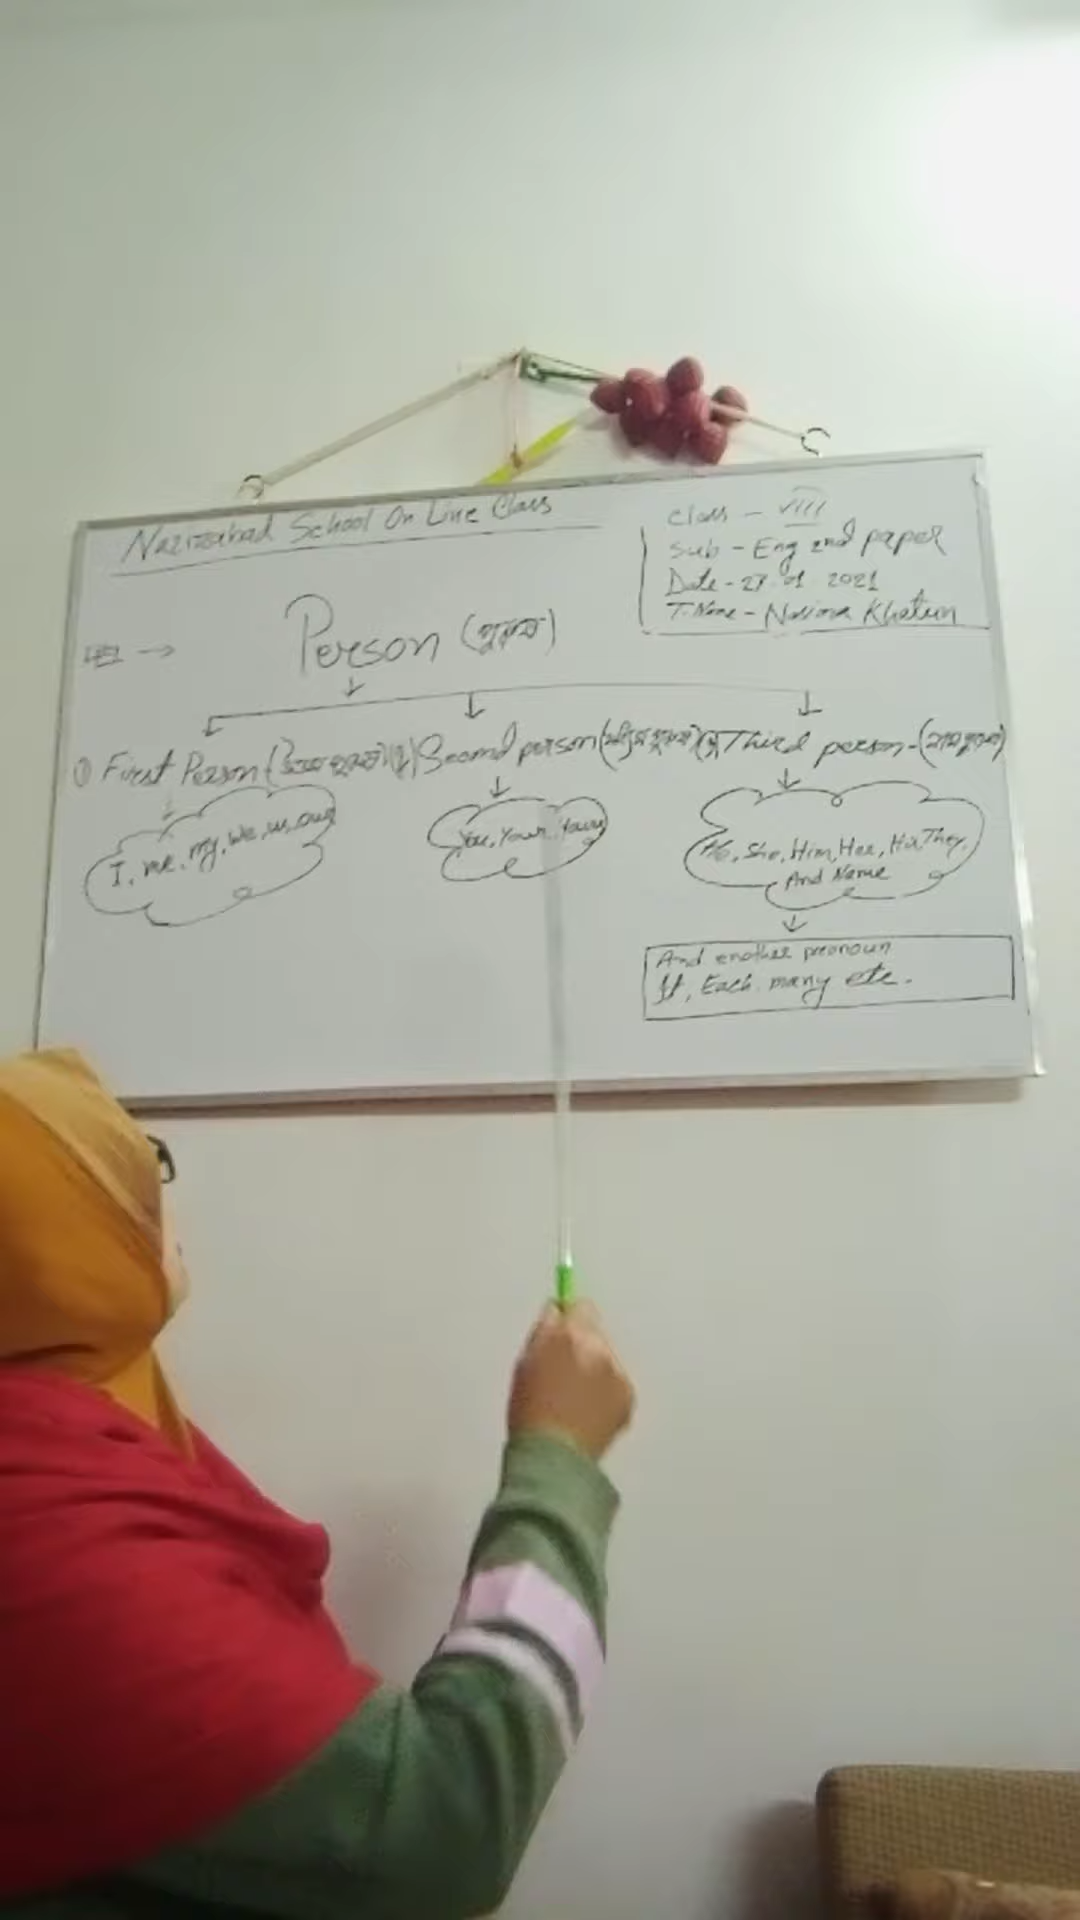 School On Line Class
Class - VIII
Sub - Eng 2nd paper
Date - 27.01.2021
T.Name - Nasima Khatun
Person (পুরুষ)
① First Person Second person Third person - (নাম পুরুষ)
I, me, my, we, us, our
You, Your, Yours
He, She, Him, Her, His, They,
And Name
And enother pronoun
It, Each, many etc.